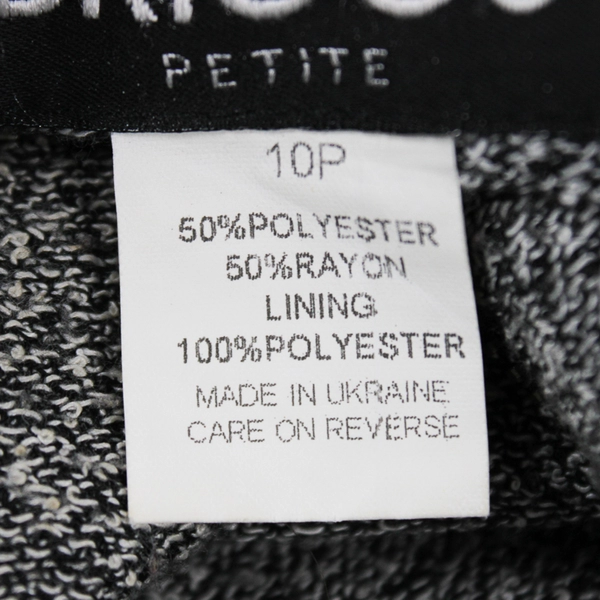 PETITE
10P
50%POLYESTER
50%RAYON
LINING
100%POLYESTER
MADE IN UKRAINE
CARE ON REVERSE